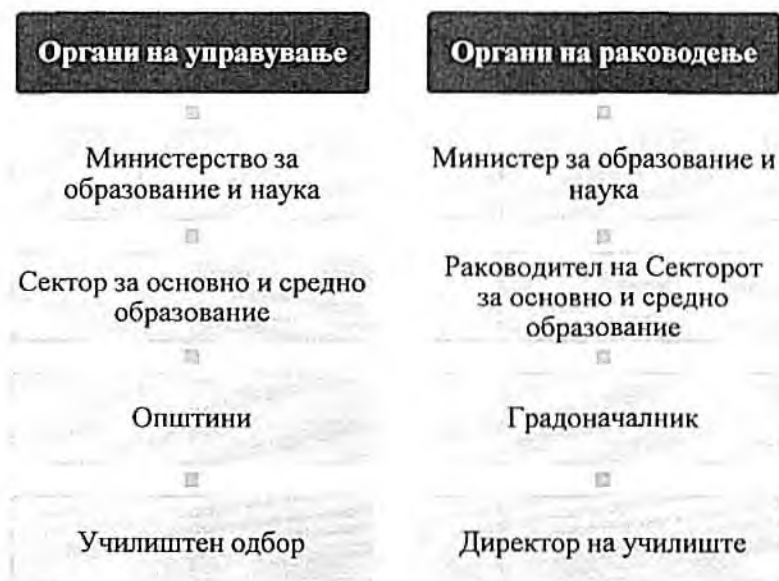 Органи на управување
Министерство за
образование и наука
Сектор за основно и средно
образование
Општини
Училиштен одбор
Органи на раководење
Министер за образование и
наука
Раководител на Секторот
за основно и средно
образование
Градоначалник
Директор на училиште